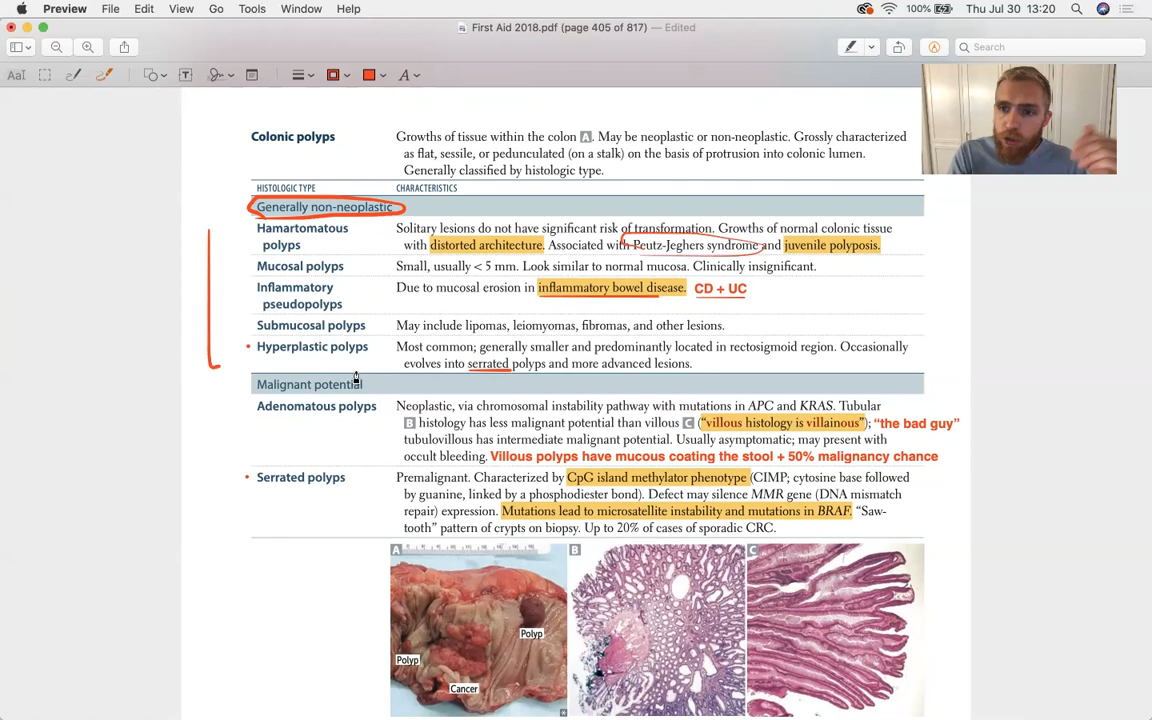 Preview File Edit View Go Tools Window Help 100% Thu Jul 30 13:20
First Aid 2018.pdf (page 405 of 817) — Edited
Search
AaI T A
Colonic polyps
Growths of tissue within the colon A. May be neoplastic or non-neoplastic. Grossly characterized
as flat, sessile, or pedunculated (on a stalk) on the basis of protrusion into colonic lumen.
Generally classified by histologic type.
HISTOLOGIC TYPE CHARACTERISTICS
Generally non-neoplastic
Hamartomatous
polyps
Solitary lesions do not have significant risk of transformation. Growths of normal colonic tissue
with distorted architecture. Associated with Peutz-Jeghers syndrome and juvenile polyposis.
Mucosal polyps
Small, usually < 5 mm. Look similar to normal mucosa. Clinically insignificant.
Inflammatory
pseudopolyps
Due to mucosal erosion in inflammatory bowel disease. CD + UC
Submucosal polyps
May include lipomas, leiomyomas, fibromas, and other lesions.
Hyperplastic polyps
Most common; generally smaller and predominantly located in rectosigmoid region. Occasionally
evolves into serrated polyps and more advanced lesions.
Malignant potential
Adenomatous polyps
Neoplastic, via chromosomal instability pathway with mutations in APC and KRAS. Tubular
B histology has less malignant potential than villous C (“villous histology is villainous”); “the bad guy”
tubulovillous has intermediate malignant potential. Usually asymptomatic; may present with
occult bleeding. Villous polyps have mucous coating the stool + 50% malignancy chance
Serrated polyps
Premalignant. Characterized by CpG island methylator phenotype (CIMP; cytosine base followed
by guanine, linked by a phosphodiester bond). Defect may silence MMR gene (DNA mismatch
repair) expression. Mutations lead to microsatellite instability and mutations in BRAF. “Saw-
tooth” pattern of crypts on biopsy. Up to 20% of cases of sporadic CRC.
A B C
Polyp
Polyp
Cancer